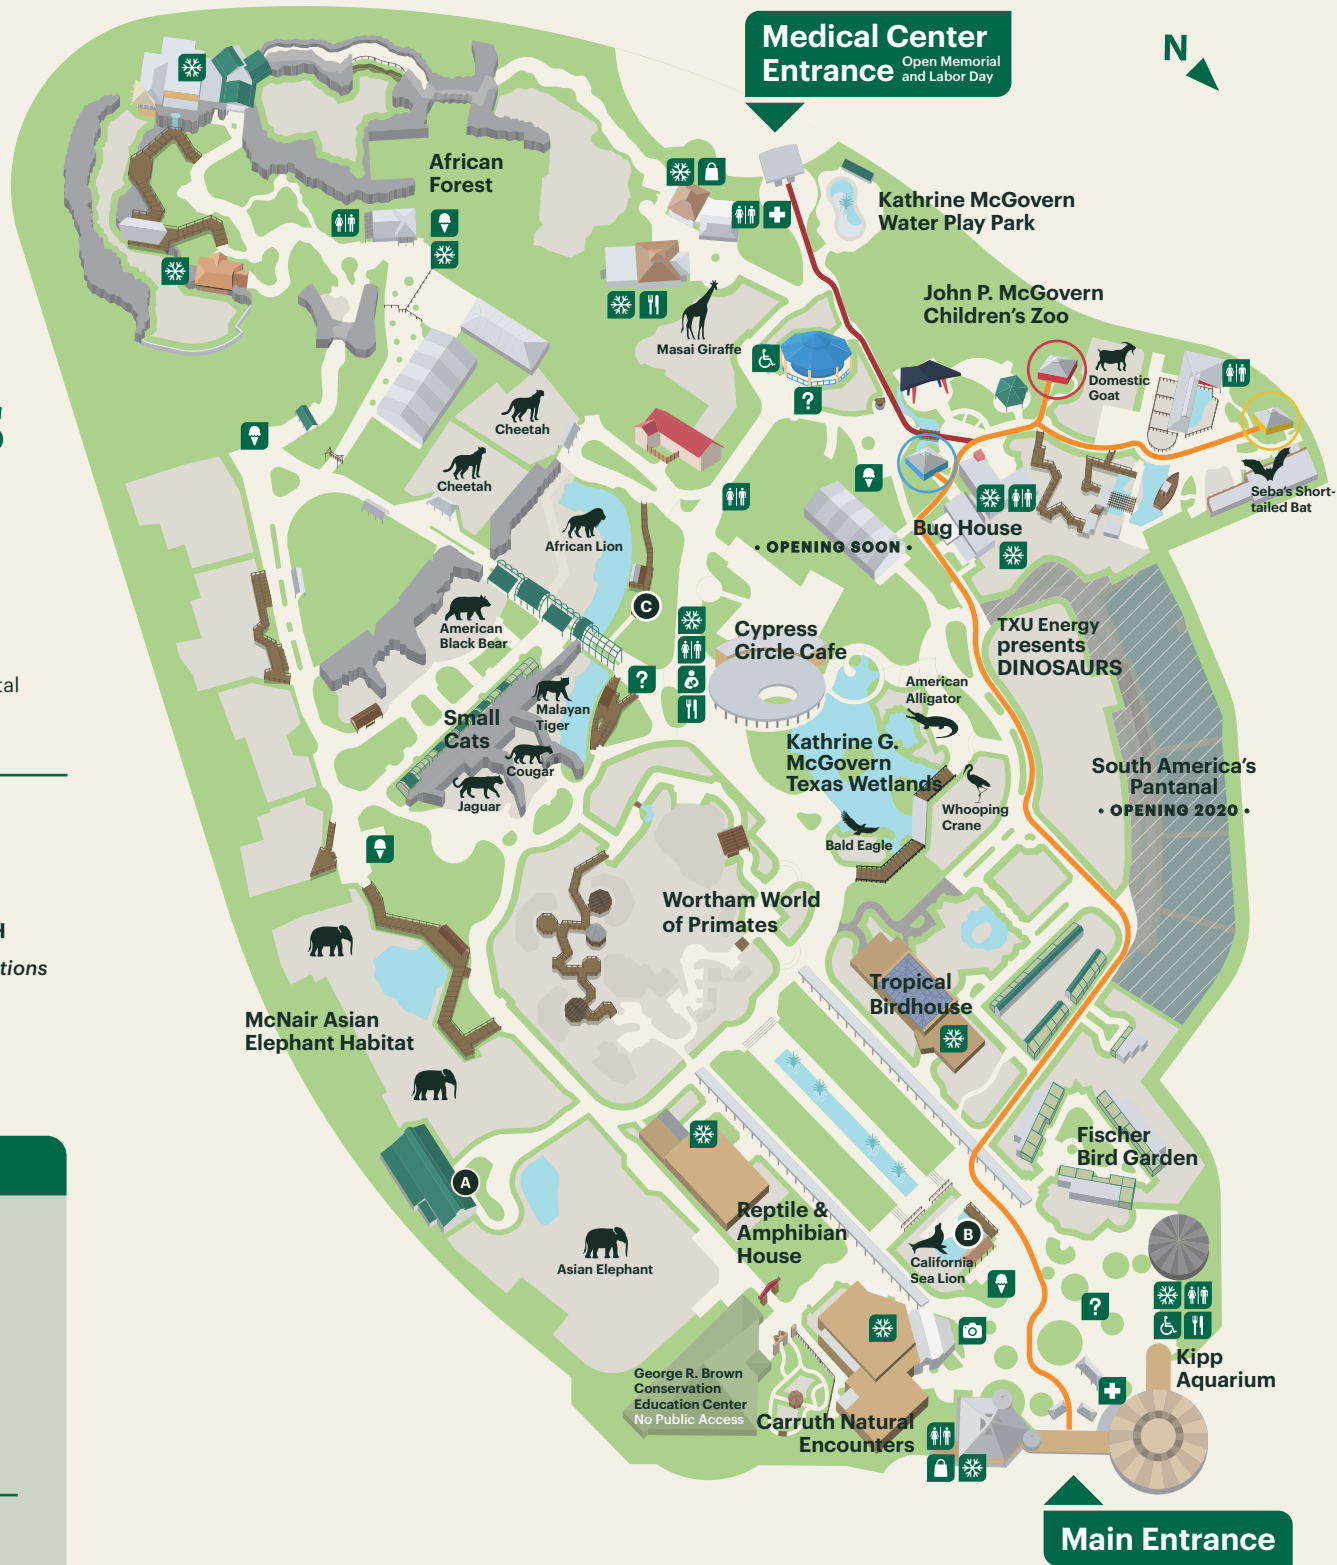 Medical Center
Entrance Open Memorial
and Labor Day
N
African
Forest
Kathrine McGovern
Water Play Park
John P. McGovern
Children's Zoo
Masai Giraffe
Domestic
Goat
?
Cheetah
Cheetah
Seba's Short-
tailed Bat
African Lion
Bug House
• OPENING SOON •
C
American
Black Bear
Cypress
Circle Cafe
TXU Energy
presents
DINOSAURS
?
American
Alligator
tal
Malayan
Tiger
Small
Cats
Cougar
Jaguar
Kathrine G.
McGovern
Texas Wetlands
South America's
Pantanal
• OPENING 2020 •
Whooping
Crane
Bald Eagle
Wortham World
of Primates
H
tions
Tropical
Birdhouse
McNair Asian
Elephant Habitat
Fischer
Bird Garden
A
Reptile &
Amphibian
House
B
California
Sea Lion
Asian Elephant
?
Kipp
Aquarium
George R. Brown
Conservation
Education Center
No Public Access
Carruth Natural
Encounters
Main Entrance